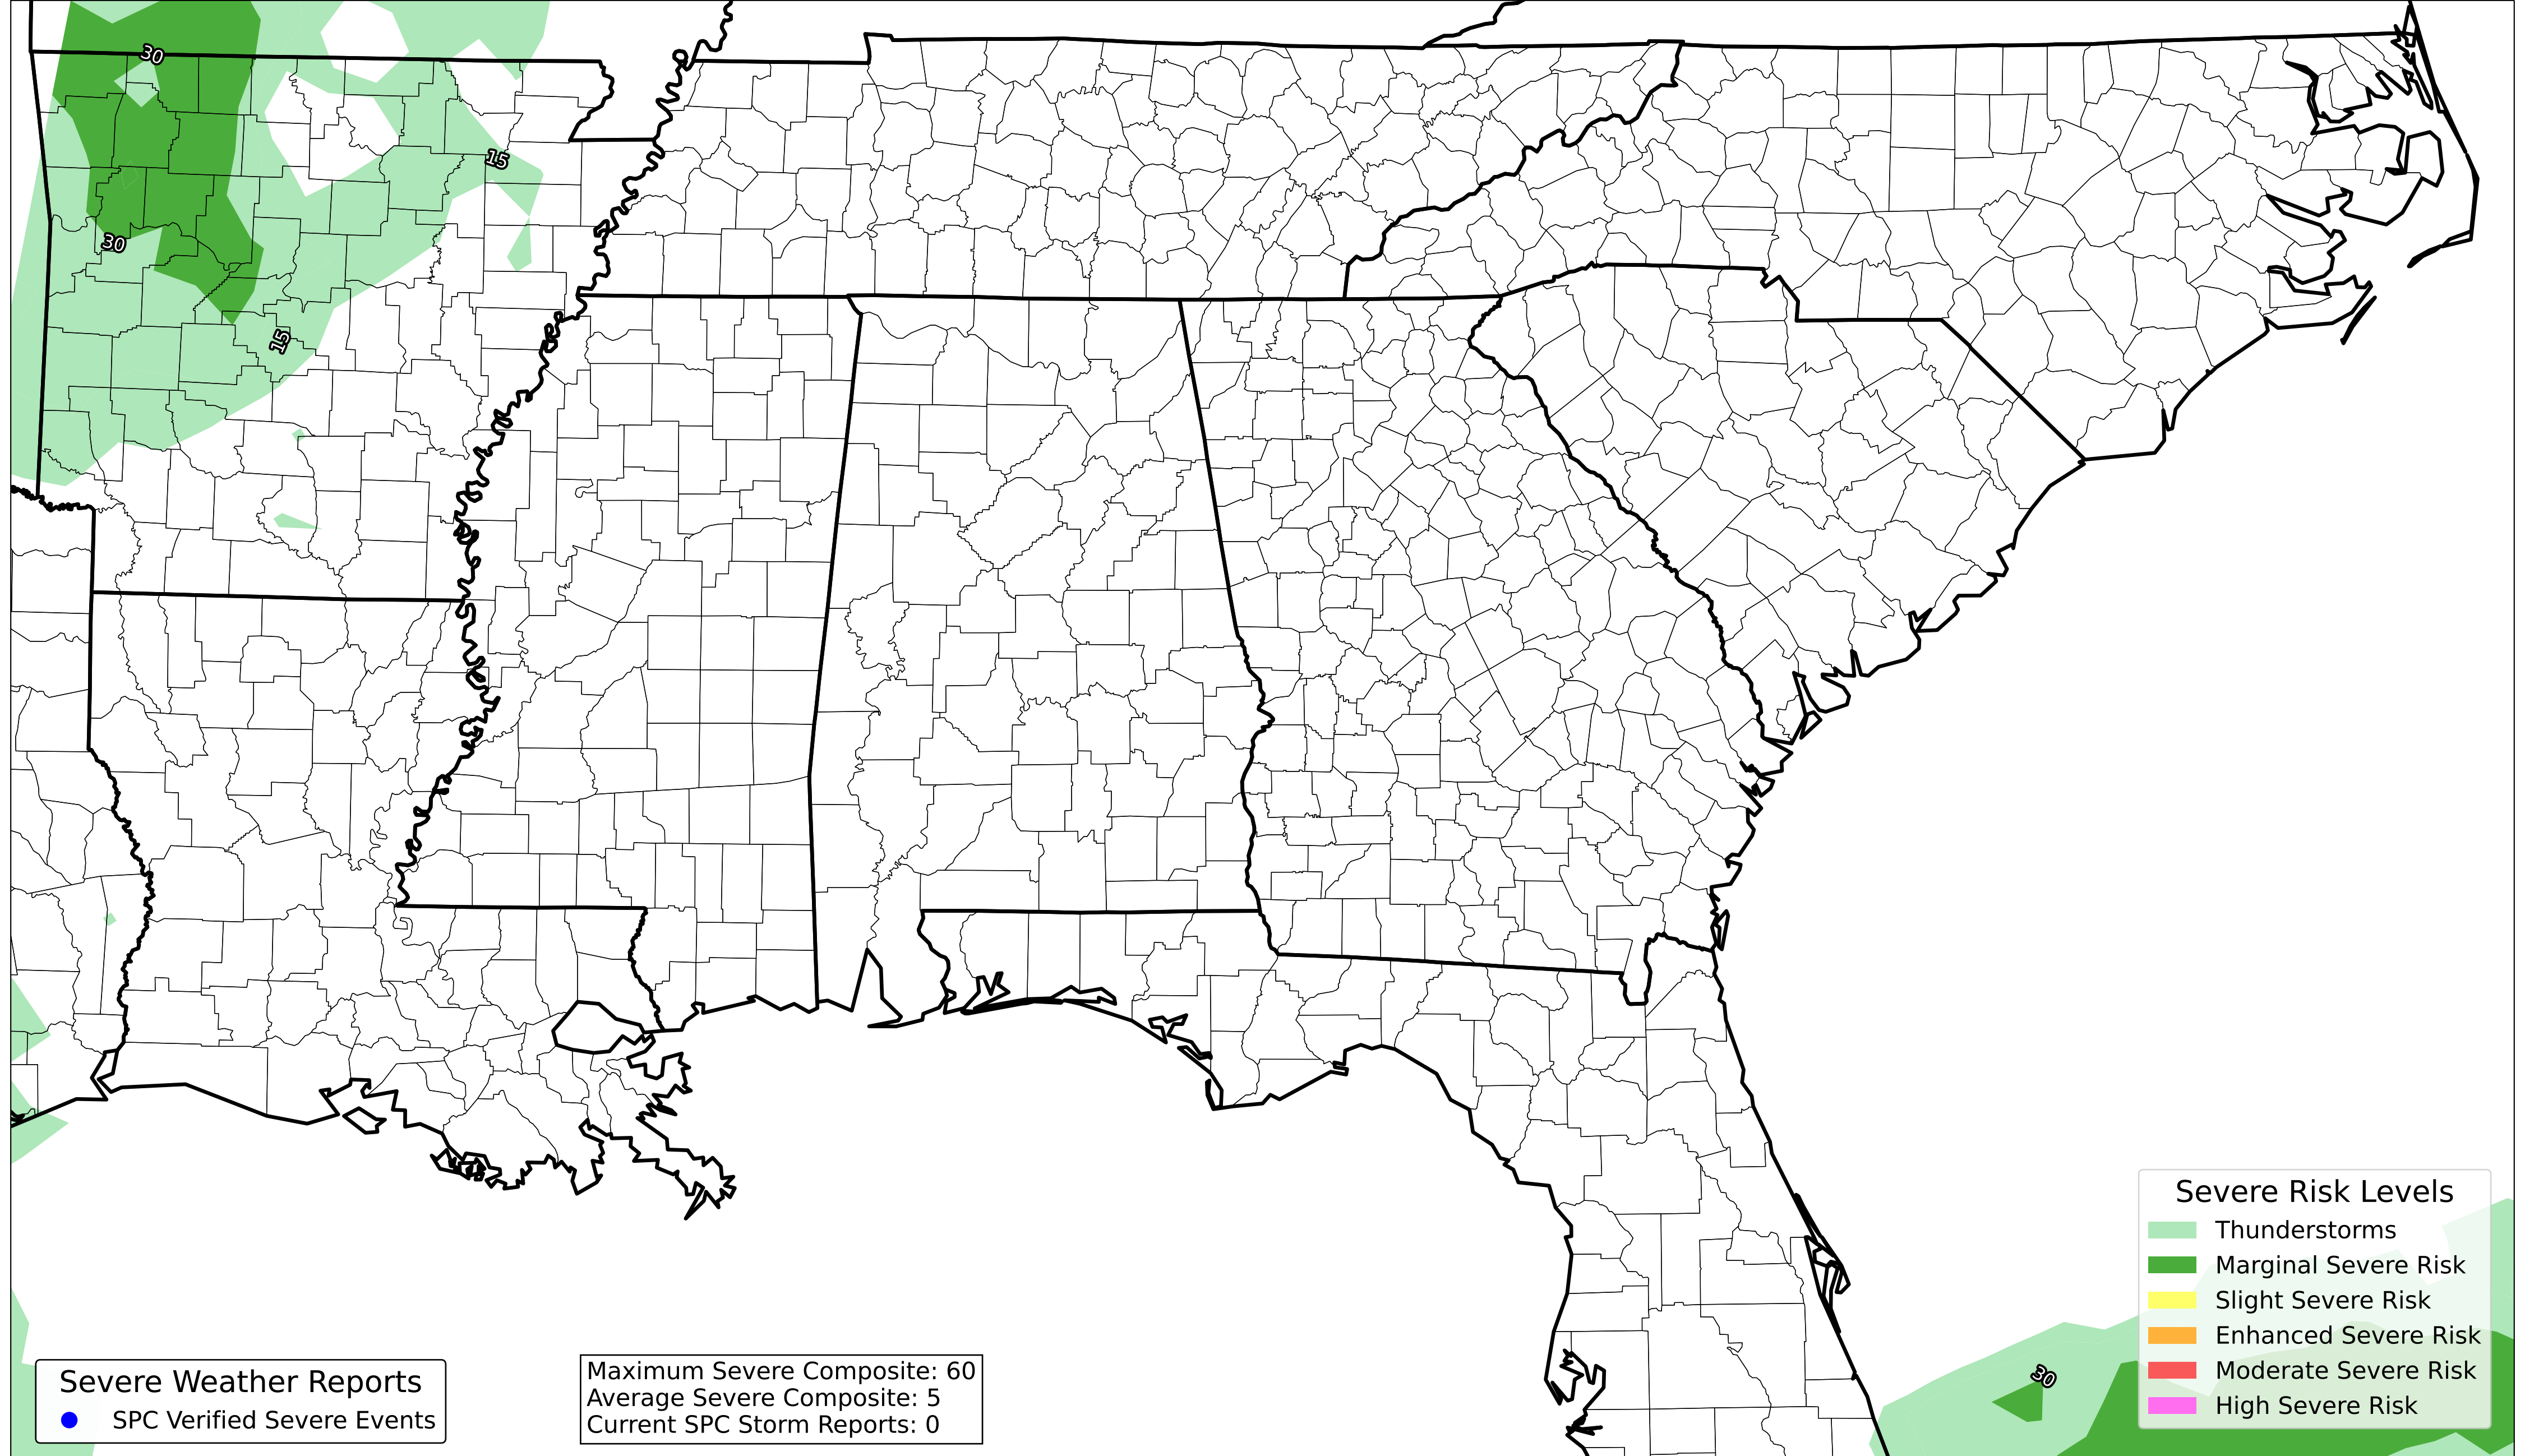 30
15
30
15
30
Severe Risk Levels
Thunderstorms
Marginal Severe Risk
Slight Severe Risk
Enhanced Severe Risk
Moderate Severe Risk
High Severe Risk
Severe Weather Reports
SPC Verified Severe Events
Maximum Severe Composite: 60
Average Severe Composite: 5
Current SPC Storm Reports: 0